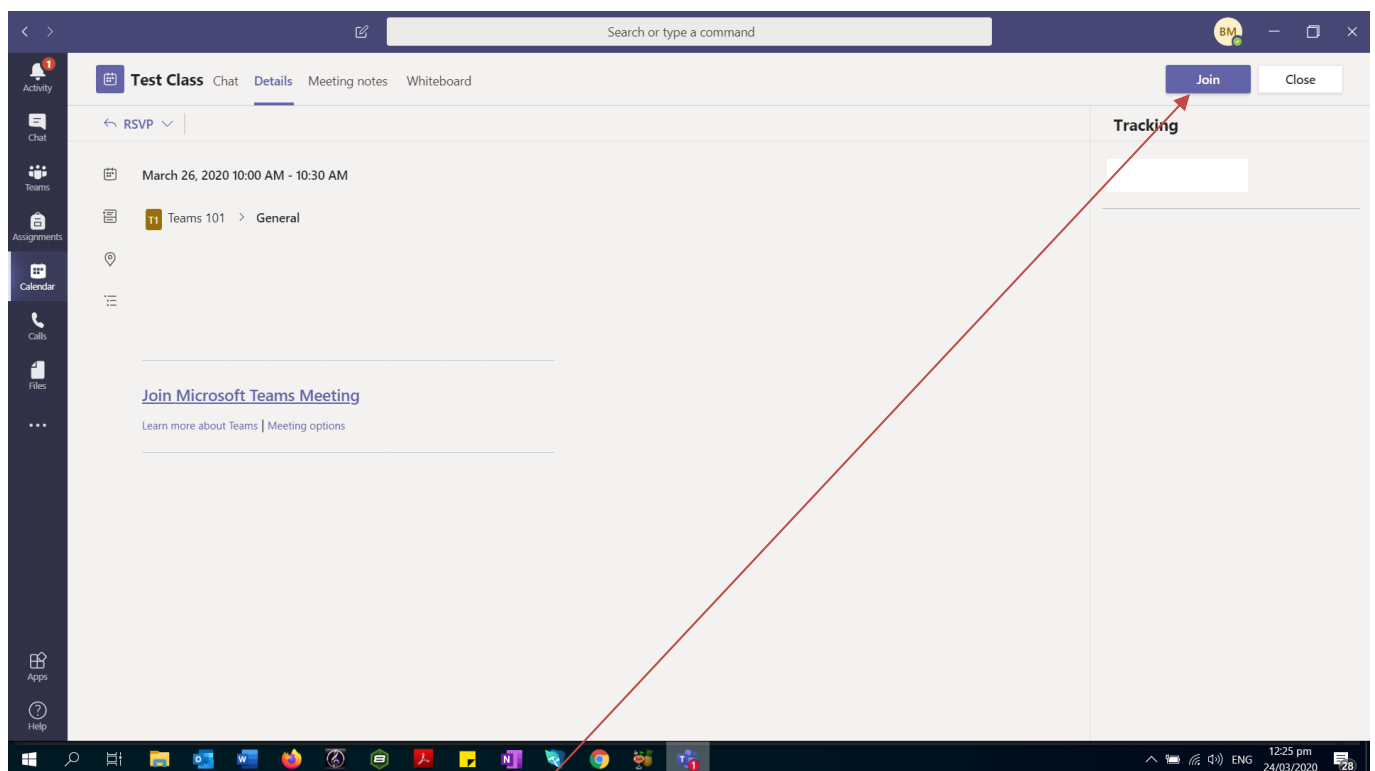 Search or type a command
BM
1
Activity
Test Class Chat Details Meeting notes Whiteboard
Join Close
Chat
RSVP
Tracking
Teams
March 26, 2020 10:00 AM - 10:30 AM
Assignments
T1 Teams 101 > General
Calendar
Calls
Files
Join Microsoft Teams Meeting
Learn more about Teams | Meeting options
Apps
Help
ENG
12:25 pm
24/03/2020
28
1